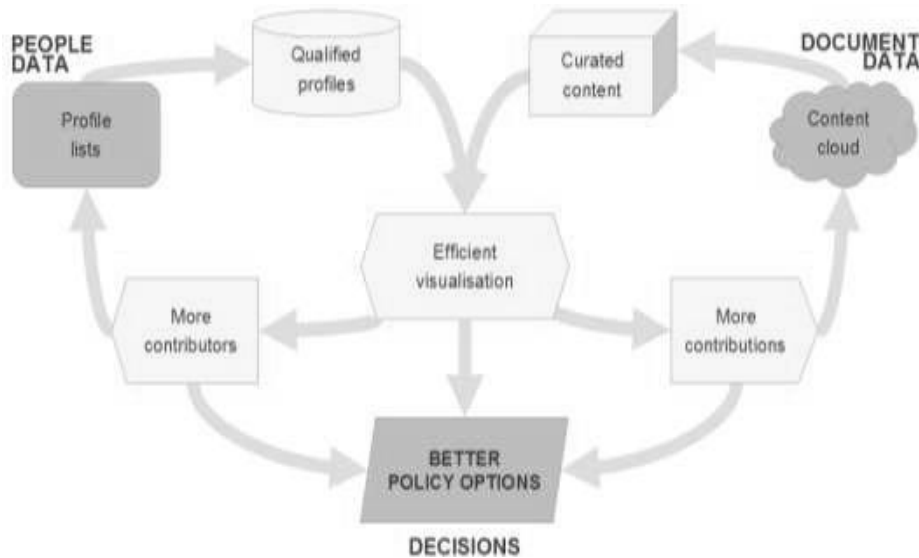 PEOPLE
DATA
Qualified
profiles
Curated
content
DOCUMENT
DATA
Profile
lists
Content
cloud
Efficient
visualisation
More
contributors
More
contributions
BETTER
POLICY OPTIONS
DECISIONS